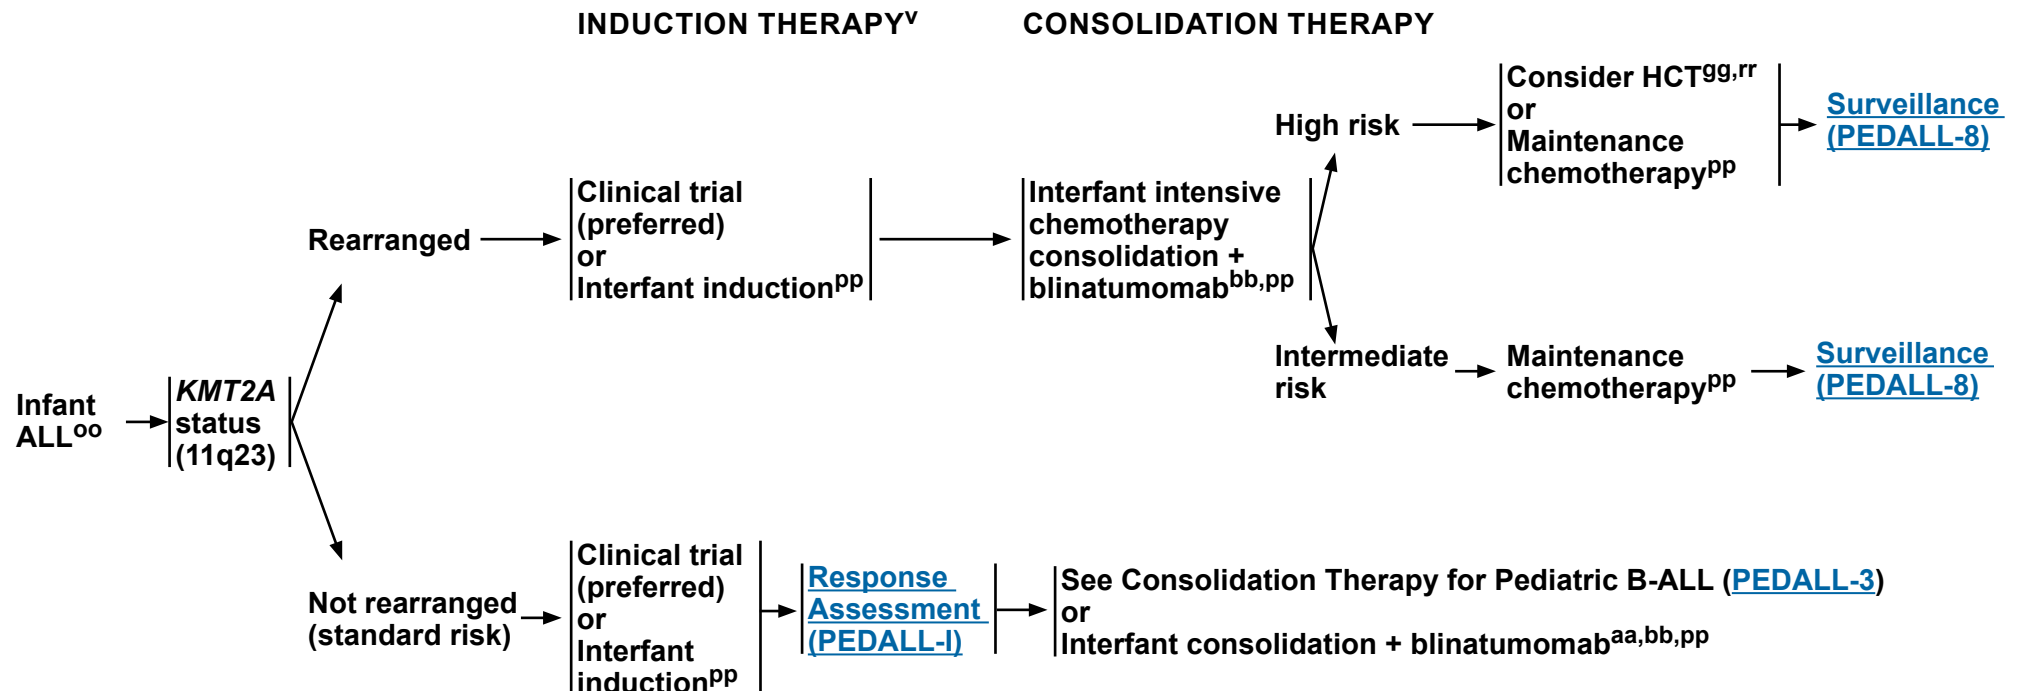 INDUCTION THERAPYv
CONSOLIDATION THERAPY
Infant
ALLoo
KMT2A
status
(11q23)
Rearranged
Clinical trial
(preferred)
or
Interfant inductionpp
Interfant intensive
chemotherapy
consolidation +
blinatumomabbb,pp
High risk
Consider HCTgg,rr
or
Maintenance
chemotherapypp
Surveillance
(PEDALL-8)
Intermediate
risk
Maintenance
chemotherapypp
Surveillance
(PEDALL-8)
Not rearranged
(standard risk)
Clinical trial
(preferred)
or
Interfant
inductionpp
Response
Assessment
(PEDALL-I)
See Consolidation Therapy for Pediatric B-ALL (PEDALL-3)
or
Interfant consolidation + blinatumomabaa,bb,pp